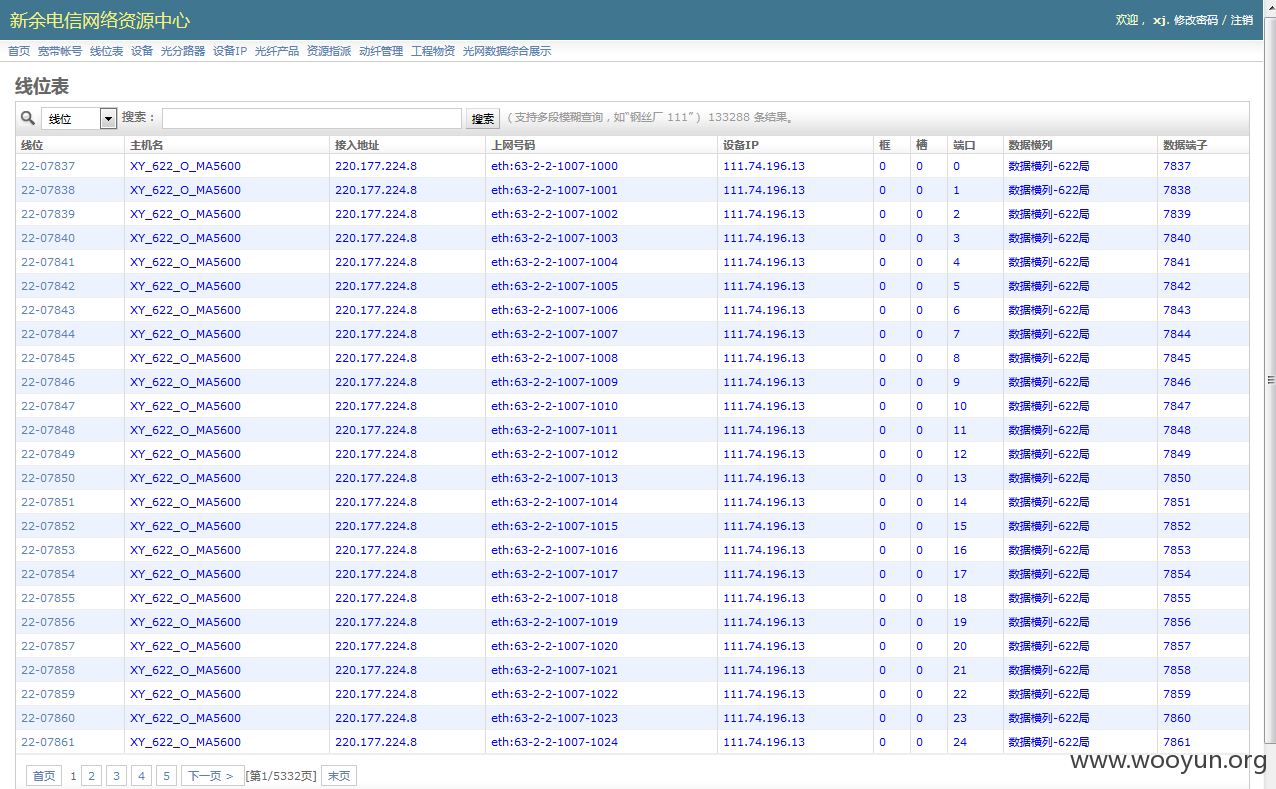 新余电信网络资源中心
欢迎，xj. 修改密码 / 注销
首页 宽带帐号 线位表 设备 光分路器 设备IP 光纤产品 资源指派 动纤管理 工程物资 光网数据综合展示
线位表
线位 搜索： 搜索 （支持多段模糊查询，如“钢丝厂 111”） 133288 条结果。
线位 主机名 接入地址 上网号码 设备IP 框 槽 端口 数据横列 数据端子
22-07837 XY_622_O_MA5600 220.177.224.8 eth:63-2-2-1007-1000 111.74.196.13 0 0 0 数据横列-622局 7837
22-07838 XY_622_O_MA5600 220.177.224.8 eth:63-2-2-1007-1001 111.74.196.13 0 0 1 数据横列-622局 7838
22-07839 XY_622_O_MA5600 220.177.224.8 eth:63-2-2-1007-1002 111.74.196.13 0 0 2 数据横列-622局 7839
22-07840 XY_622_O_MA5600 220.177.224.8 eth:63-2-2-1007-1003 111.74.196.13 0 0 3 数据横列-622局 7840
22-07841 XY_622_O_MA5600 220.177.224.8 eth:63-2-2-1007-1004 111.74.196.13 0 0 4 数据横列-622局 7841
22-07842 XY_622_O_MA5600 220.177.224.8 eth:63-2-2-1007-1005 111.74.196.13 0 0 5 数据横列-622局 7842
22-07843 XY_622_O_MA5600 220.177.224.8 eth:63-2-2-1007-1006 111.74.196.13 0 0 6 数据横列-622局 7843
22-07844 XY_622_O_MA5600 220.177.224.8 eth:63-2-2-1007-1007 111.74.196.13 0 0 7 数据横列-622局 7844
22-07845 XY_622_O_MA5600 220.177.224.8 eth:63-2-2-1007-1008 111.74.196.13 0 0 8 数据横列-622局 7845
22-07846 XY_622_O_MA5600 220.177.224.8 eth:63-2-2-1007-1009 111.74.196.13 0 0 9 数据横列-622局 7846
22-07847 XY_622_O_MA5600 220.177.224.8 eth:63-2-2-1007-1010 111.74.196.13 0 0 10 数据横列-622局 7847
22-07848 XY_622_O_MA5600 220.177.224.8 eth:63-2-2-1007-1011 111.74.196.13 0 0 11 数据横列-622局 7848
22-07849 XY_622_O_MA5600 220.177.224.8 eth:63-2-2-1007-1012 111.74.196.13 0 0 12 数据横列-622局 7849
22-07850 XY_622_O_MA5600 220.177.224.8 eth:63-2-2-1007-1013 111.74.196.13 0 0 13 数据横列-622局 7850
22-07851 XY_622_O_MA5600 220.177.224.8 eth:63-2-2-1007-1014 111.74.196.13 0 0 14 数据横列-622局 7851
22-07852 XY_622_O_MA5600 220.177.224.8 eth:63-2-2-1007-1015 111.74.196.13 0 0 15 数据横列-622局 7852
22-07853 XY_622_O_MA5600 220.177.224.8 eth:63-2-2-1007-1016 111.74.196.13 0 0 16 数据横列-622局 7853
22-07854 XY_622_O_MA5600 220.177.224.8 eth:63-2-2-1007-1017 111.74.196.13 0 0 17 数据横列-622局 7854
22-07855 XY_622_O_MA5600 220.177.224.8 eth:63-2-2-1007-1018 111.74.196.13 0 0 18 数据横列-622局 7855
22-07856 XY_622_O_MA5600 220.177.224.8 eth:63-2-2-1007-1019 111.74.196.13 0 0 19 数据横列-622局 7856
22-07857 XY_622_O_MA5600 220.177.224.8 eth:63-2-2-1007-1020 111.74.196.13 0 0 20 数据横列-622局 7857
22-07858 XY_622_O_MA5600 220.177.224.8 eth:63-2-2-1007-1021 111.74.196.13 0 0 21 数据横列-622局 7858
22-07859 XY_622_O_MA5600 220.177.224.8 eth:63-2-2-1007-1022 111.74.196.13 0 0 22 数据横列-622局 7859
22-07860 XY_622_O_MA5600 220.177.224.8 eth:63-2-2-1007-1023 111.74.196.13 0 0 23 数据横列-622局 7860
22-07861 XY_622_O_MA5600 220.177.224.8 eth:63-2-2-1007-1024 111.74.196.13 0 0 24 数据横列-622局 7861
www.wooyun.org
首页 1 2 3 4 5 下一页 > [第1/5332页] 末页